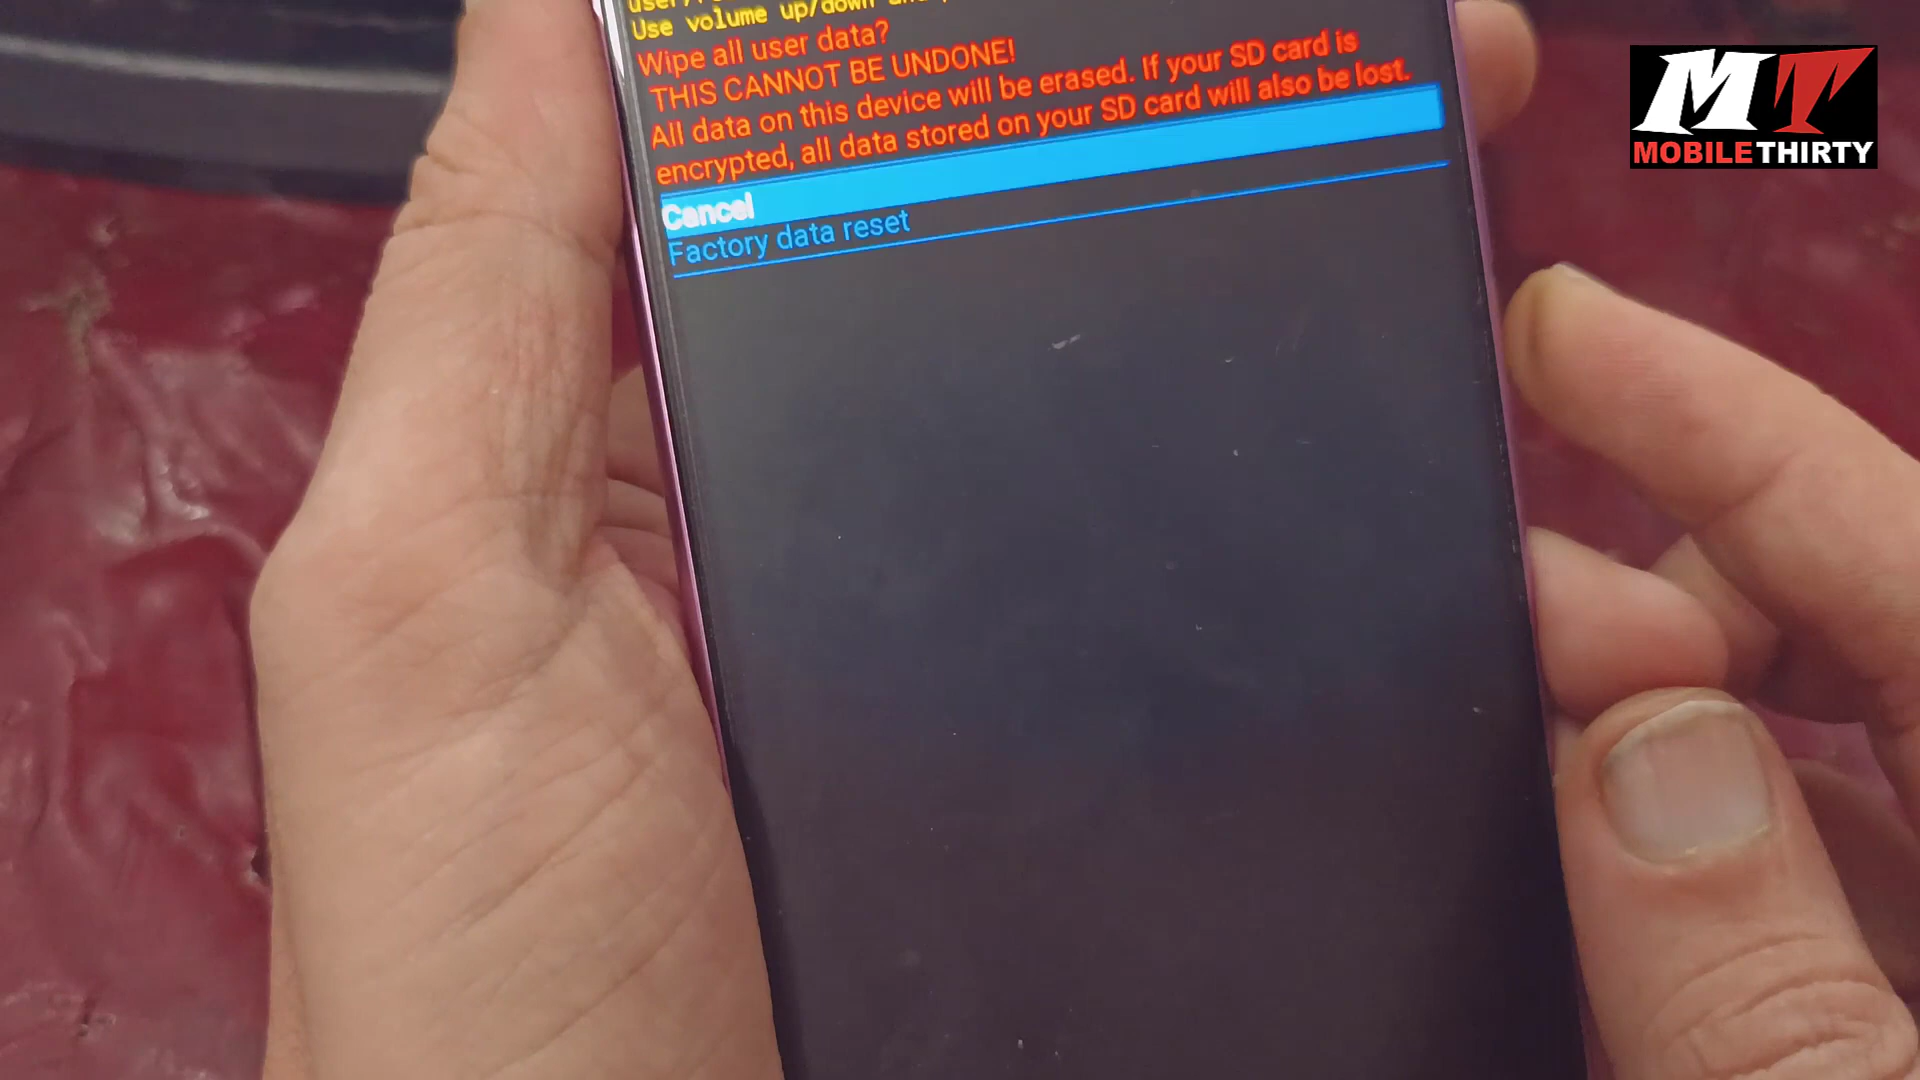 Use volume up/down
Wipe all user data?
THIS CANNOT BE UNDONE!
All data on this device will be erased. If your SD card is
encrypted, all data stored on your SD card will also be lost.
Cancel
Factory data reset
MT
MOBILETHIRTY